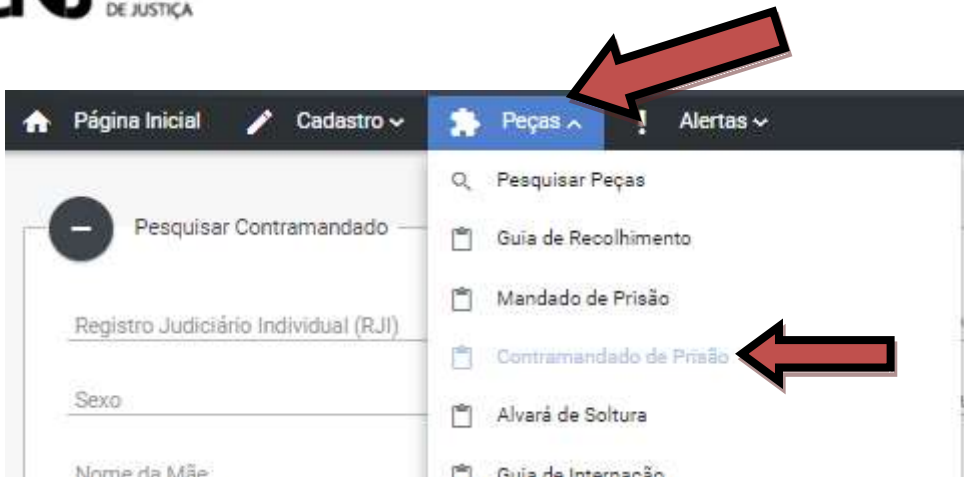 DE JUSTIÇA
Página Inicial Cadastro Peças Alertas
Pesquisar Peças
Pesquisar Contramandado
Guia de Recolhimento
Mandado de Prisão
Registro Judiciário Individual (RJI)
Contramandado de Prisão
Sexo
Alvará de Soltura
Nome da Mãe
Guia de Internação